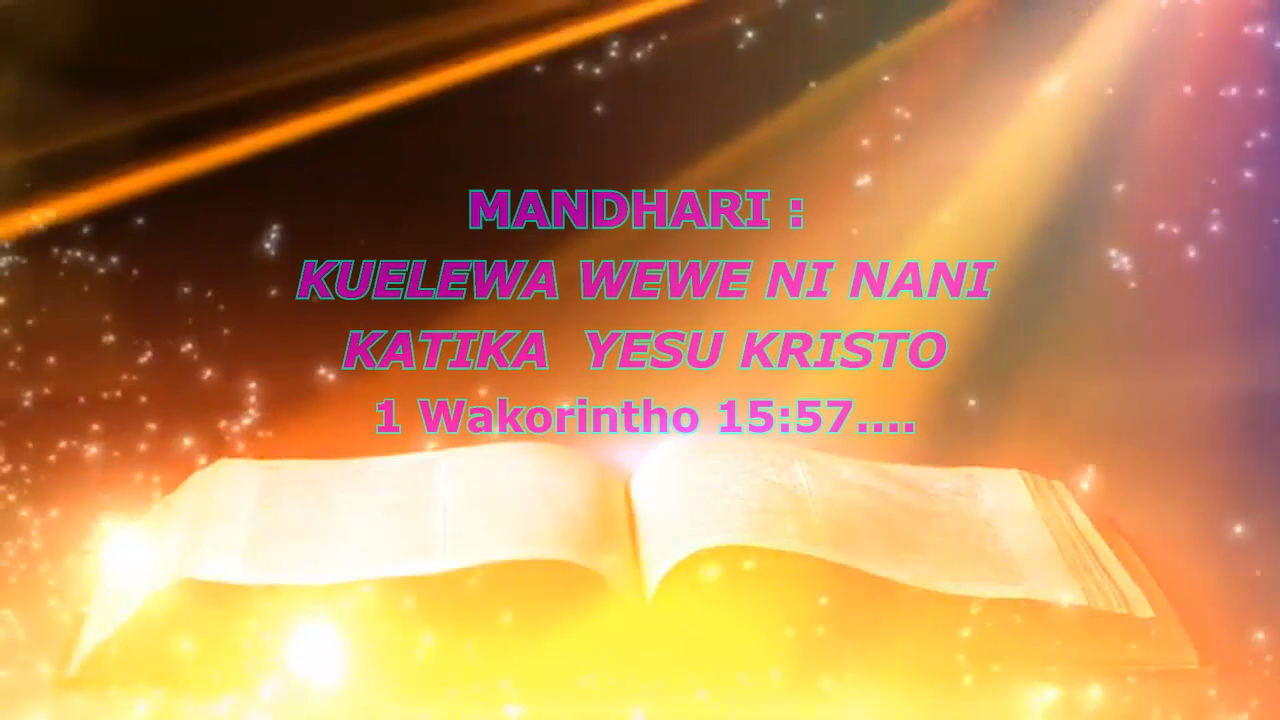 MANDHARI :
KUELEWA WEWE NI NANI
KATIKA  YESU KRISTO
1 Wakorintho 15:57....